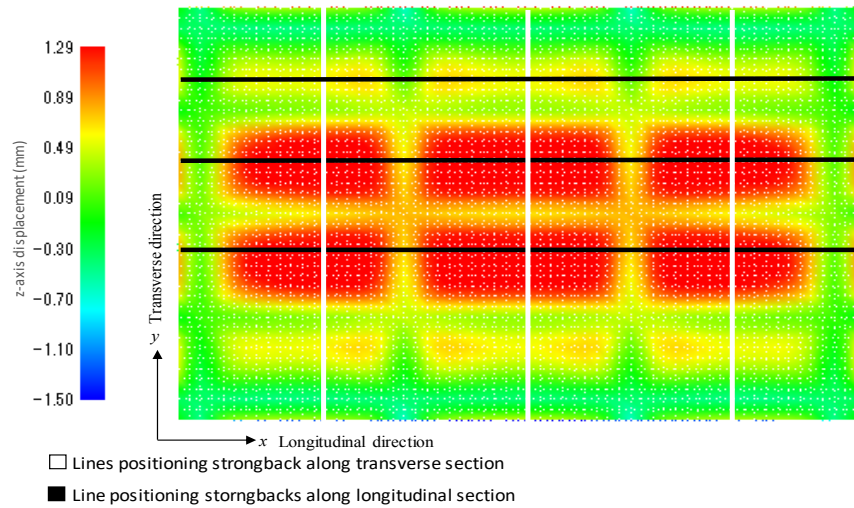 z-axis displacement (mm)
1.29
0.89
0.49
0.09
−0.30
−0.70
−1.10
−1.50
Transverse direction
y
x Longitudinal direction
Lines positioning strongback along transverse section
Line positioning storngbacks along longitudinal section